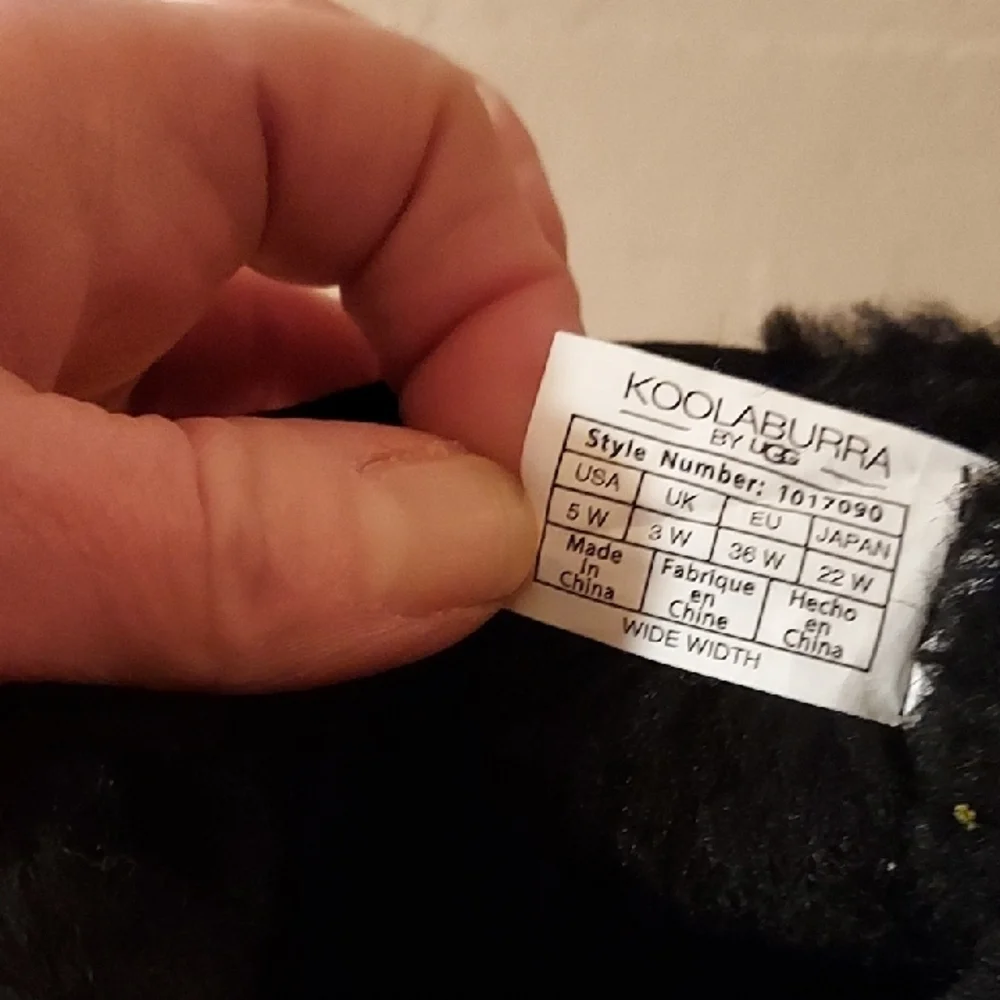 KOOLABURRA
BY UGG
Style Number: 1017090
USA UK EU JAPAN
5 W 3 W 36 W 22 W
Made in China
Fabrique en Chine
Hecho en China
WIDE WIDTH